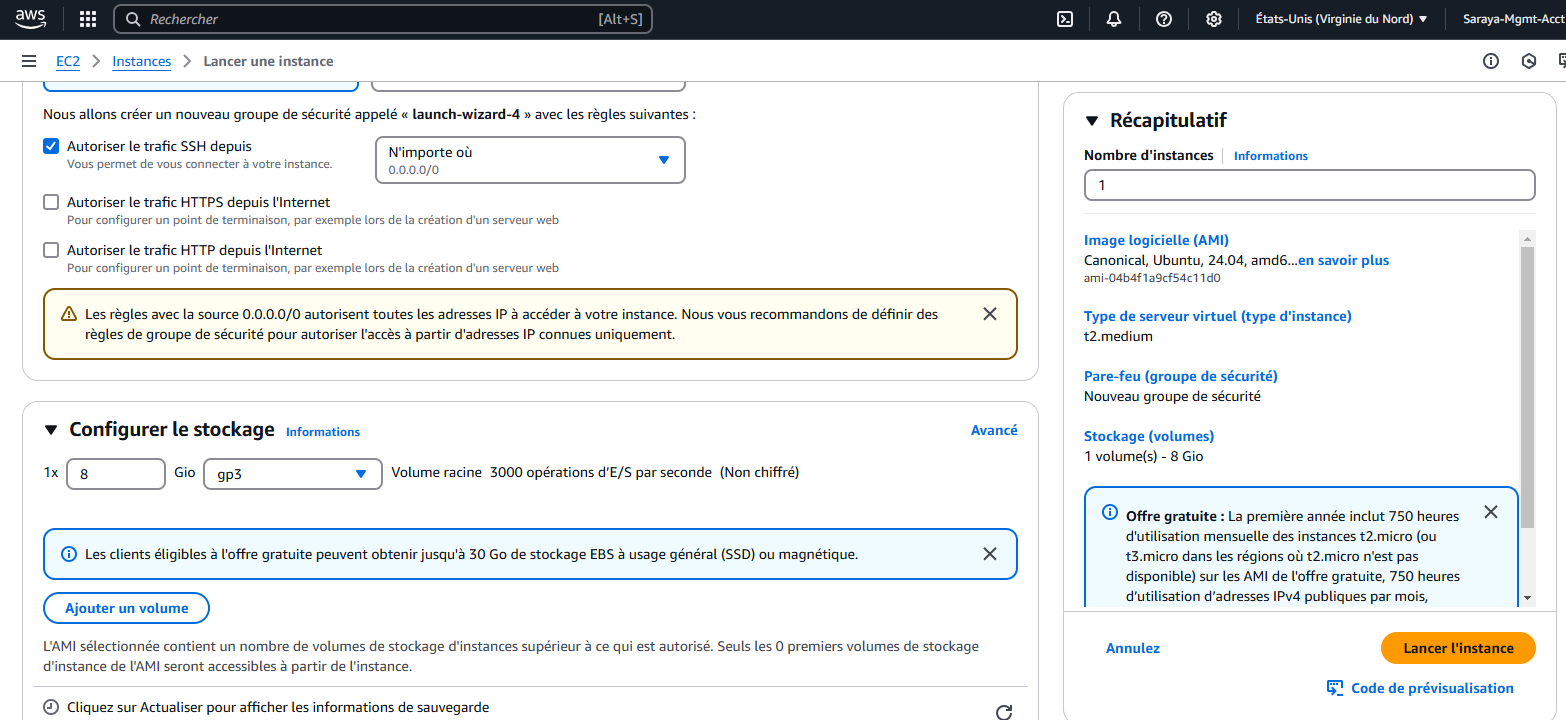 aws
Rechercher
[Alt+S]
États-Unis (Virginie du Nord)
Saraya-Mgmt-Acct
EC2
Instances
Lancer une instance
Nous allons créer un nouveau groupe de sécurité appelé « launch-wizard-4 » avec les règles suivantes :
Autoriser le trafic SSH depuis
Vous permet de vous connecter à votre instance.
N'importe où
0.0.0.0/0
Autoriser le trafic HTTPS depuis l'Internet
Pour configurer un point de terminaison, par exemple lors de la création d'un serveur web
Autoriser le trafic HTTP depuis l'Internet
Pour configurer un point de terminaison, par exemple lors de la création d'un serveur web
Les règles avec la source 0.0.0.0/0 autorisent toutes les adresses IP à accéder à votre instance. Nous vous recommandons de définir des
règles de groupe de sécurité pour autoriser l'accès à partir d'adresses IP connues uniquement.
Configurer le stockage
Informations
Avancé
1x
8
Gio
gp3
Volume racine 3000 opérations d'E/S par seconde (Non chiffré)
Les clients éligibles à l'offre gratuite peuvent obtenir jusqu'à 30 Go de stockage EBS à usage général (SSD) ou magnétique.
Ajouter un volume
L'AMI sélectionnée contient un nombre de volumes de stockage d'instances supérieur à ce qui est autorisé. Seuls les 0 premiers volumes de stockage
d'instance de l'AMI seront accessibles à partir de l'instance.
Cliquez sur Actualiser pour afficher les informations de sauvegarde
Récapitulatif
Nombre d'instances
Informations
1
Image logicielle (AMI)
Canonical, Ubuntu, 24.04, amd6...en savoir plus
ami-04b4f1a9cf54c11d0
Type de serveur virtuel (type d'instance)
t2.medium
Pare-feu (groupe de sécurité)
Nouveau groupe de sécurité
Stockage (volumes)
1 volume(s) - 8 Gio
Offre gratuite : La première année inclut 750 heures
d'utilisation mensuelle des instances t2.micro (ou
t3.micro dans les régions où t2.micro n'est pas
disponible) sur les AMI de l'offre gratuite, 750 heures
d'utilisation d'adresses IPv4 publiques par mois,
Annulez
Lancer l'instance
Code de prévisualisation